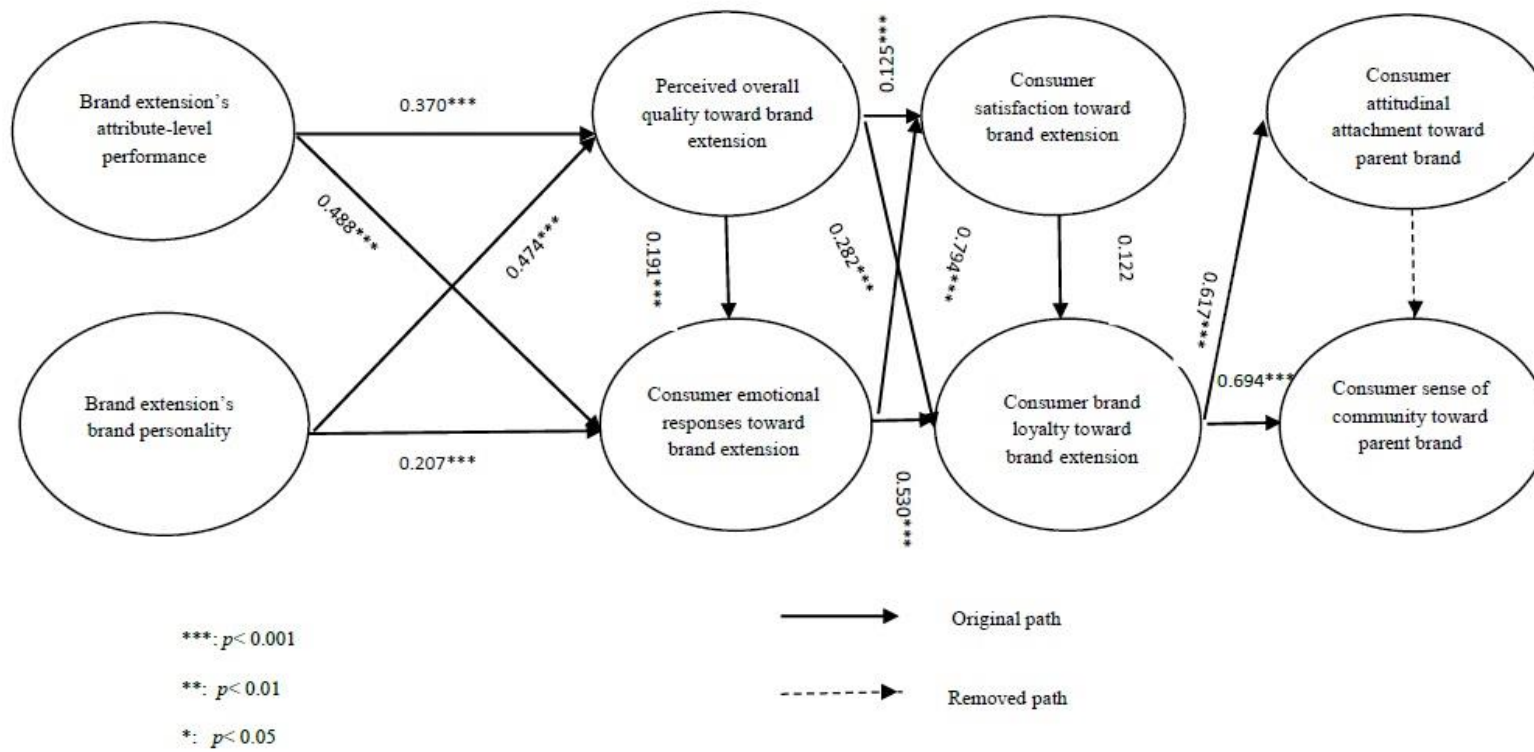 Brand extension's
attribute-level
performance
0.370***
Perceived overall
quality toward brand
extension
0.125***
Consumer
satisfaction toward
brand extension
Consumer
attitudinal
attachment toward
parent brand
0.488***
0.474***
0.191***
0.282***
0.794***
0.122
0.617***
Brand extension's
brand personality
0.207***
Consumer emotional
responses toward
brand extension
0.530***
Consumer brand
loyalty toward
brand extension
0.694***
Consumer sense of
community toward
parent brand
***: p< 0.001
**: p< 0.01
*: p< 0.05
Original path
Removed path